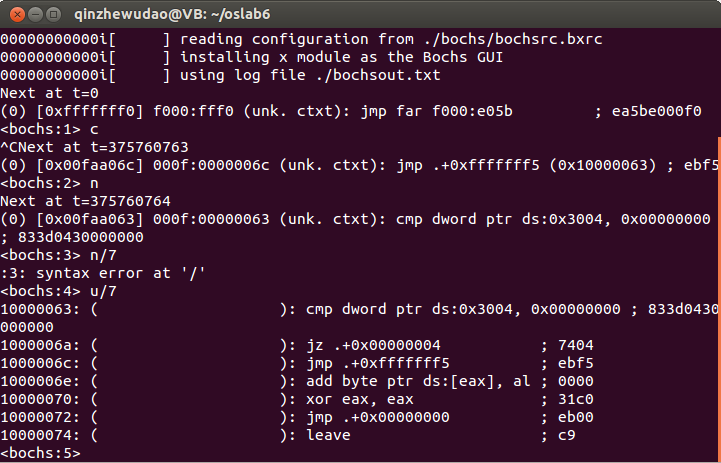 qinzhewudao@VB: ~/oslab6
00000000000i[     ] reading configuration from ./bochs/bochsrc.bxrc
00000000000i[     ] installing x module as the Bochs GUI
00000000000i[     ] using log file ./bochsout.txt
Next at t=0
(0) [0xfffffff0] f000:fff0 (unk. ctxt): jmp far f000:e05b         ; ea5be000f0
<bochs:1> c
^CNext at t=375760763
(0) [0x00faa06c] 000f:0000006c (unk. ctxt): jmp .+0xfffffff5 (0x10000063) ; ebf5
<bochs:2> n
Next at t=375760764
(0) [0x00faa063] 000f:00000063 (unk. ctxt): cmp dword ptr ds:0x3004, 0x00000000
; 833d0430000000
<bochs:3> n/7
:3: syntax error at '/'
<bochs:4> u/7
10000063: (                    ): cmp dword ptr ds:0x3004, 0x00000000 ; 833d0430
000000
1000006a: (                    ): jz .+0x00000004           ; 7404
1000006c: (                    ): jmp .+0xfffffff5          ; ebf5
1000006e: (                    ): add byte ptr ds:[eax], al ; 0000
10000070: (                    ): xor eax, eax              ; 31c0
10000072: (                    ): jmp .+0x00000000          ; eb00
10000074: (                    ): leave                     ; c9
<bochs:5>